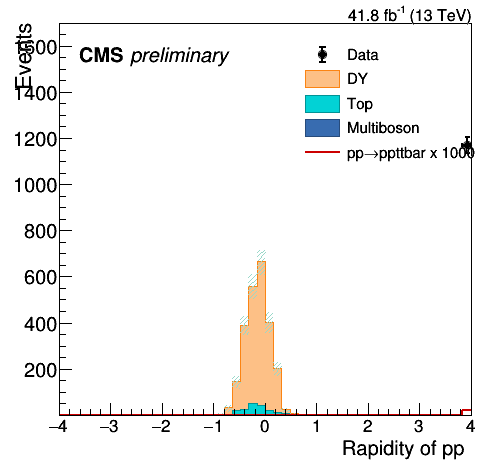 41.8 fb⁻¹ (13 TeV)
CMS preliminary
Events
Data
DY
Top
Multiboson
pp→ppttbar x 1000
1600
1400
1200
1000
800
600
400
200
−4 −3 −2 −1 0 1 2 3 4
Rapidity of pp